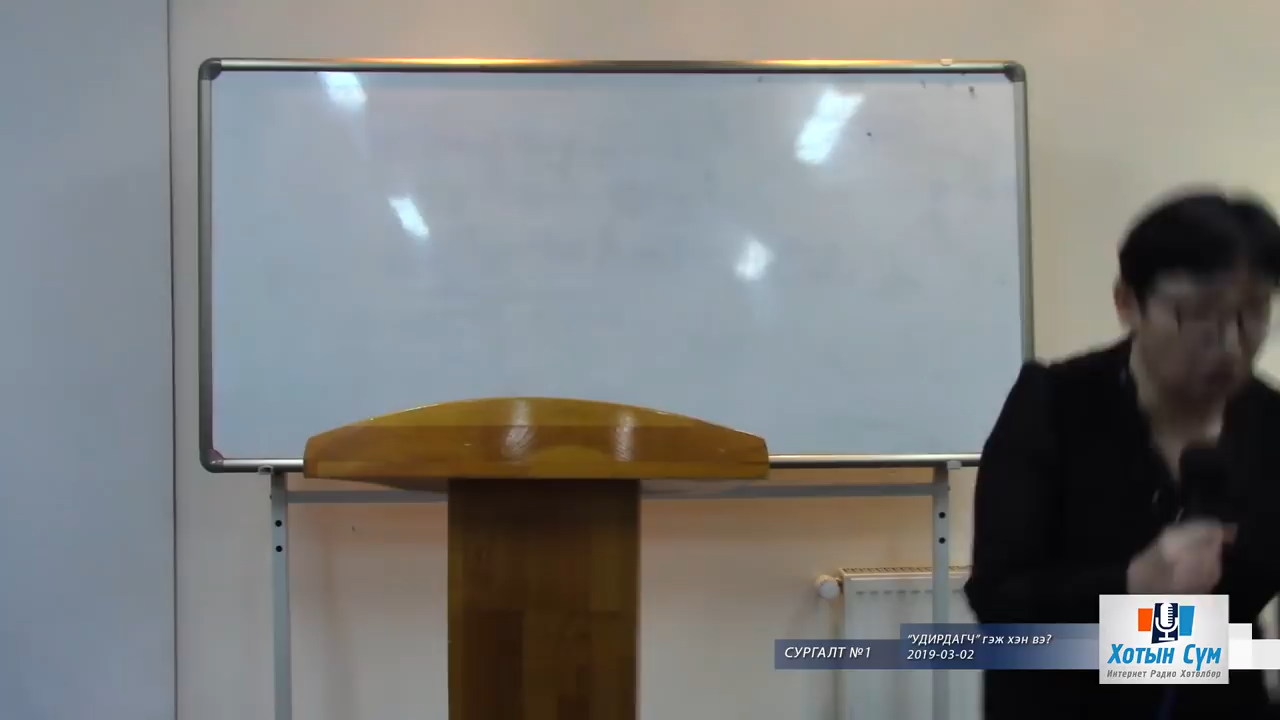 СУРГАЛТ №1
"УДИРДАГЧ" гэж хэн вэ?
2019-03-02
Хотын Сүм
Интернет Радио Хөтөлбөр